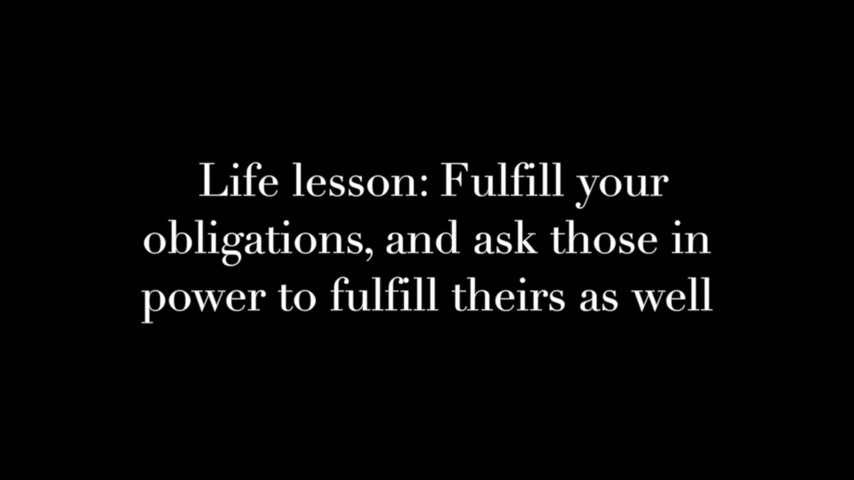 Life lesson: Fulfill your
obligations, and ask those in
power to fulfill theirs as well